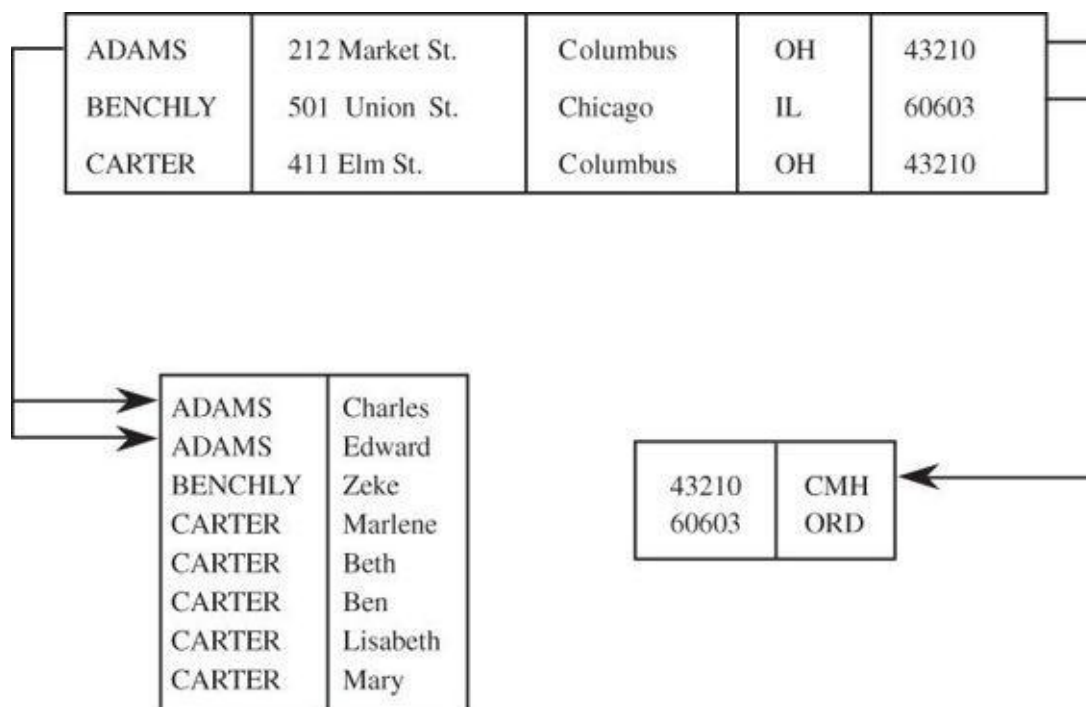 ADAMS 212 Market St. Columbus OH 43210
BENCHLY 501 Union St. Chicago IL 60603
CARTER 411 Elm St. Columbus OH 43210
ADAMS Charles
ADAMS Edward
BENCHLY Zeke
CARTER Marlene
CARTER Beth
CARTER Ben
CARTER Lisabeth
CARTER Mary
43210 CMH
60603 ORD